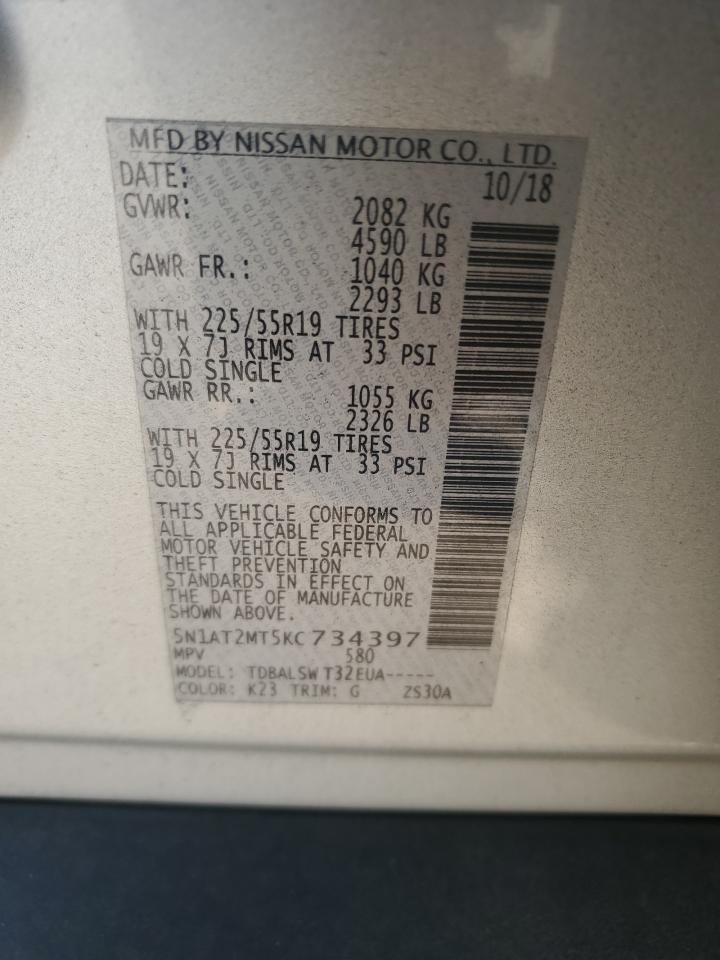 MFD BY NISSAN MOTOR CO., LTD.
DATE: 10/18
GVWR: 2082 KG
4590 LB
GAWR FR.: 1040 KG
2293 LB
WITH 225/55R19 TIRES
19 X 7J RIMS AT 33 PSI
COLD SINGLE
GAWR RR.: 1055 KG
2326 LB
WITH 225/55R19 TIRES
19 X 7J RIMS AT 33 PSI
COLD SINGLE
THIS VEHICLE CONFORMS TO
ALL APPLICABLE FEDERAL
MOTOR VEHICLE SAFETY AND
THEFT PREVENTION
STANDARDS IN EFFECT ON
THE DATE OF MANUFACTURE
SHOWN ABOVE.
5N1AT2MT5KC734397
MPV 580
MODEL: TDBALSW T32EUA-----
COLOR: K23 TRIM: G ZS30A